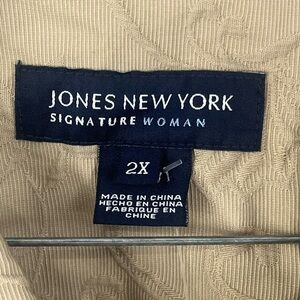 JONES NEW YORK
SIGNATURE WOMAN
2X
MADE IN CHINA
HECHO EN CHINA
FABRIQUE EN
CHINE